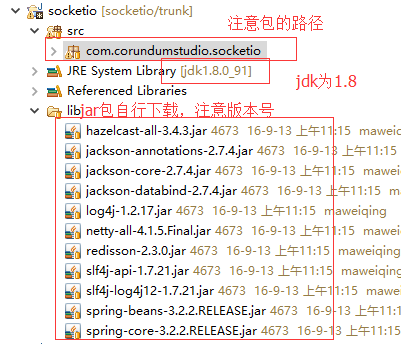 socketio [socketio/trunk]
注意包的路径
src
com.corundumstudio.socketio
JRE System Library [jdk1.8.0_91]
jdk为1.8
Referenced Libraries
lib
jar包自行下载，注意版本号
hazelcast-all-3.4.3.jar 4673 16-9-13 上午11:15 maweiqing
jackson-annotations-2.7.4.jar 4673 16-9-13 上午11:15
jackson-core-2.7.4.jar 4673 16-9-13 上午11:15 maweiq
jackson-databind-2.7.4.jar 4673 16-9-13 上午11:15 ma
log4j-1.2.17.jar 4673 16-9-13 上午11:15 maweiqing
netty-all-4.1.5.Final.jar 4673 16-9-13 上午11:15 mawe
redisson-2.3.0.jar 4673 16-9-13 上午11:15 maweiqing
slf4j-api-1.7.21.jar 4673 16-9-13 上午11:15 maweiqing
slf4j-log4j12-1.7.21.jar 4673 16-9-13 上午11:15 mawe
spring-beans-3.2.2.RELEASE.jar 4673 16-9-13 上午11:
spring-core-3.2.2.RELEASE.jar 4673 16-9-13 上午11:15